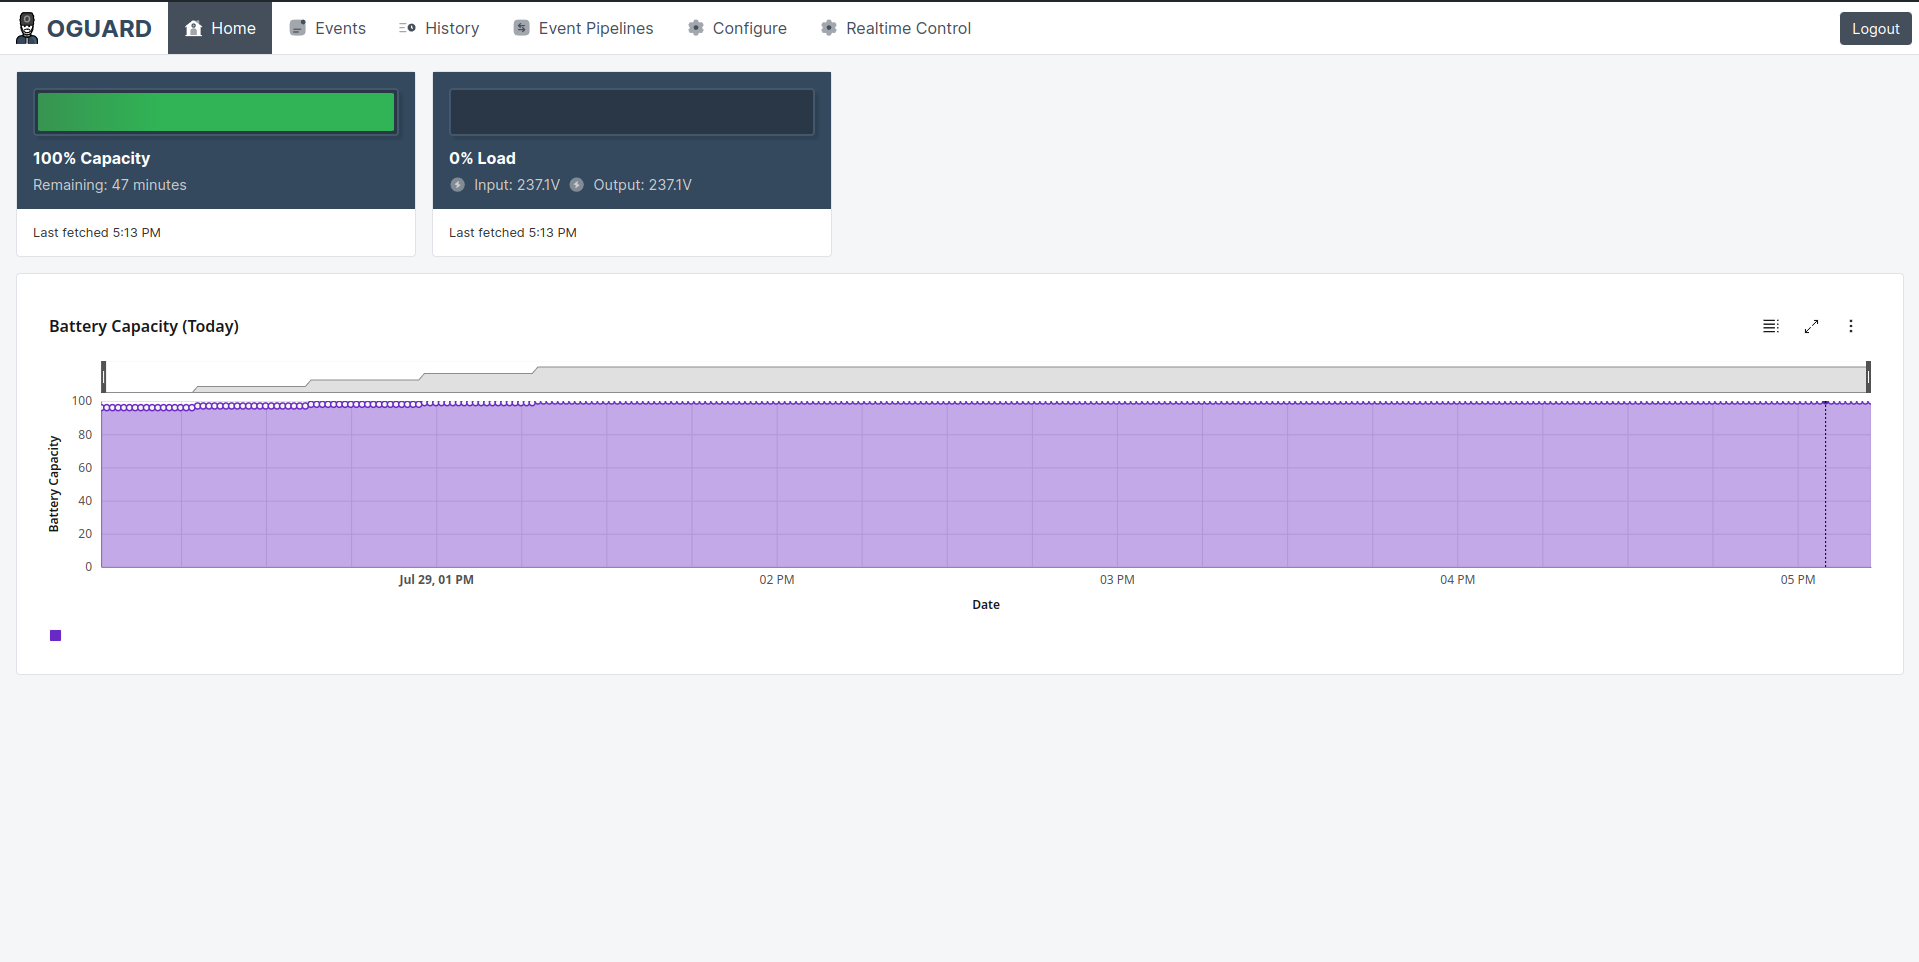 OGUARD Home Events History Event Pipelines Configure Realtime Control Logout
100% Capacity
Remaining: 47 minutes
Last fetched 5:13 PM
0% Load
Input: 237.1V Output: 237.1V
Last fetched 5:13 PM
Battery Capacity (Today)
Battery Capacity
100
80
60
40
20
0
Jul 29, 01 PM 02 PM 03 PM 04 PM 05 PM
Date